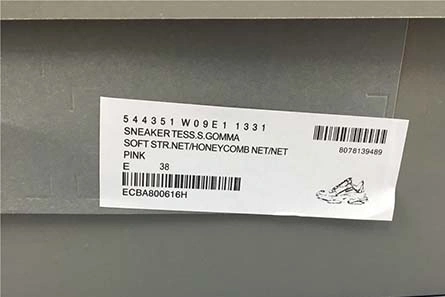 544351 W09E1 1331
SNEAKER TESS.S.GOMMA
SOFT STR.NET/HONEYCOMB NET/NET
PINK
E 38
ECBA800616H
8078139489